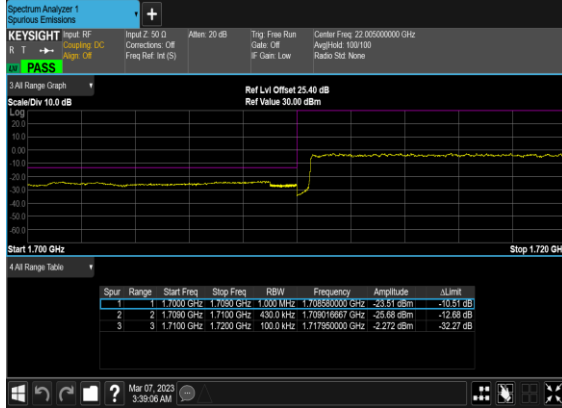 Spectrum Analyzer 1
Spurious Emissions
+
KEYSIGHT Input: RF Input Z: 50 Ω Atten: 20 dB Trig: Free Run Center Freq: 22.005000000 GHz
R T Coupling: DC Corrections: Off Gate: Off Avg|Hold: 100/100
Align: Off Freq Ref: Int (S) IF Gain: Low Radio Std: None
PASS
3 All Range Graph
Ref Lvl Offset 25.40 dB
Scale/Div 10.0 dB Ref Value 30.00 dBm
Log
20.0
10.0
0.00
-10.0
-20.0
-30.0
-40.0
-50.0
-60.0
Start 1.700 GHz Stop 1.720 GH
4 All Range Table
Spur Range Start Freq Stop Freq RBW Frequency Amplitude ΔLimit
1 1 1.7000 GHz 1.7090 GHz 1.000 MHz 1.708580000 GHz -23.51 dBm -10.51 dB
2 2 1.7090 GHz 1.7100 GHz 430.0 kHz 1.709016667 GHz -25.68 dBm -12.68 dB
3 3 1.7100 GHz 1.7200 GHz 100.0 kHz 1.717950000 GHz -2.272 dBm -32.27 dB
? Mar 07, 2023
3:39:06 AM